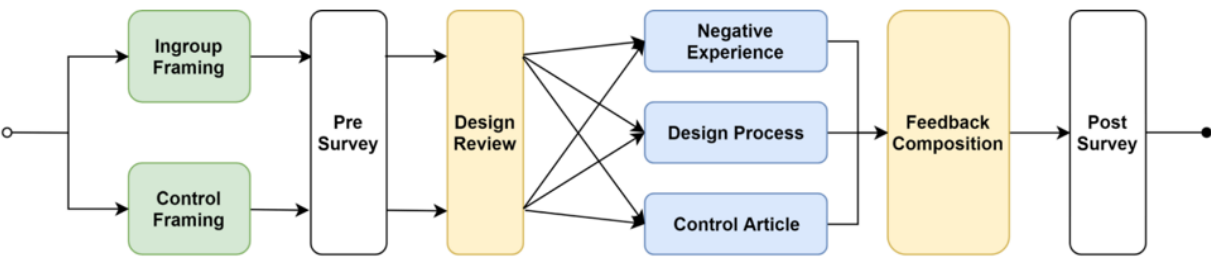 Ingroup
Framing
Control
Framing
Pre
Survey
Design
Review
Negative
Experience
Design Process
Control Article
Feedback
Composition
Post
Survey